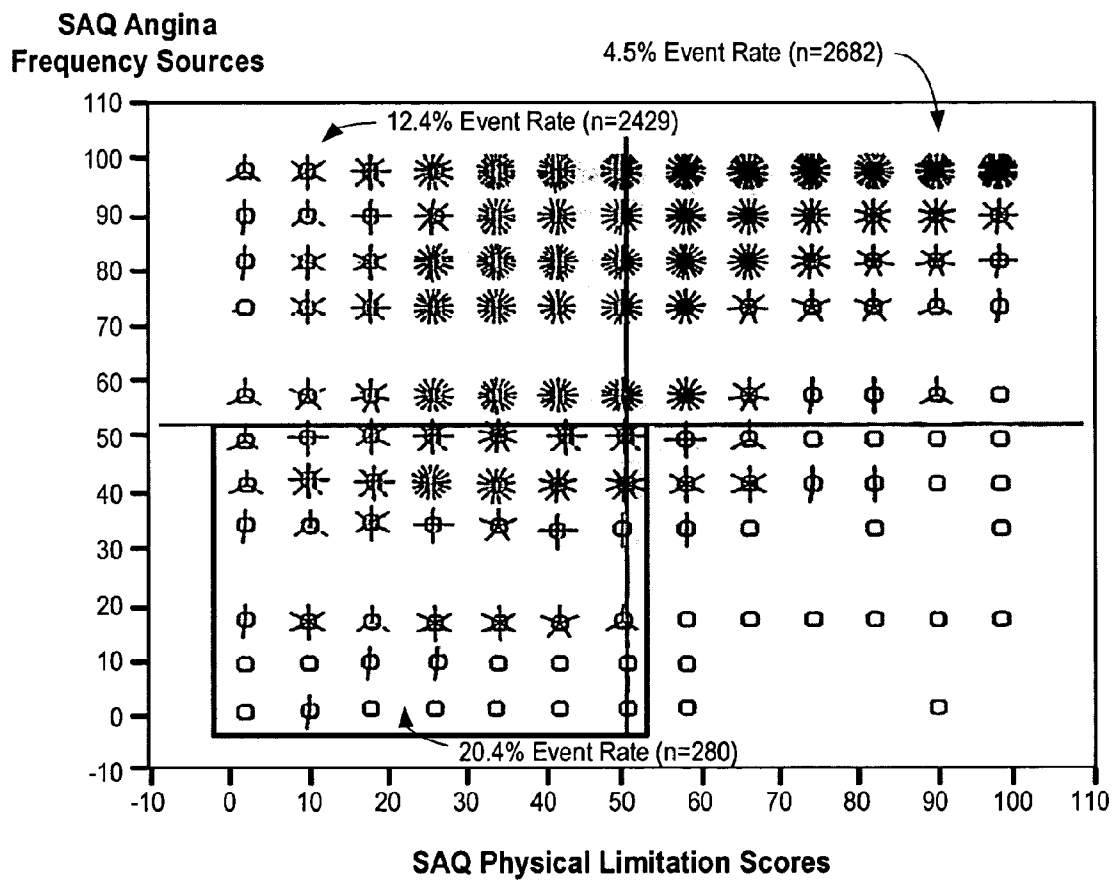 SAQ Angina
Frequency Sources
4.5% Event Rate (n=2682)
110
12.4% Event Rate (n=2429)
100
90
80
70
60
50
40
30
20
10
0
20.4% Event Rate (n=280)
-10
-10 0 10 20 30 40 50 60 70 80 90 100 110
SAQ Physical Limitation Scores